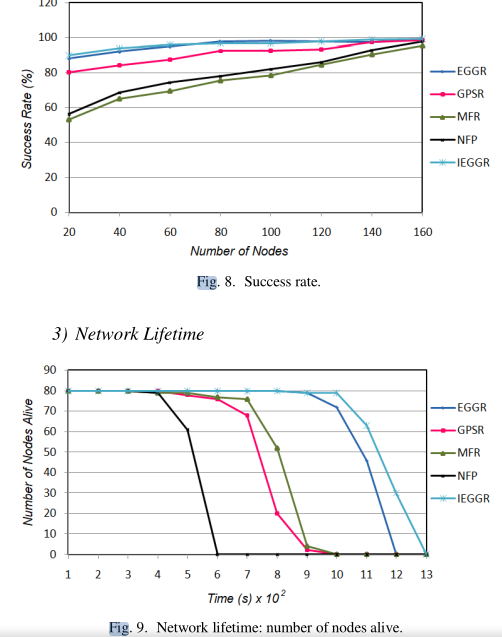 120
100
80
60
40
20
0
Success Rate (%)
20 40 60 80 100 120 140 160
Number of Nodes
EGGR
GPSR
MFR
NFP
IEGGR
Fig. 8. Success rate.
3) Network Lifetime
90
80
70
60
50
40
30
20
10
0
Number of Nodes Alive
1 2 3 4 5 6 7 8 9 10 11 12 13
Time (s) x 10²
EGGR
GPSR
MFR
NFP
IEGGR
Fig. 9. Network lifetime: number of nodes alive.